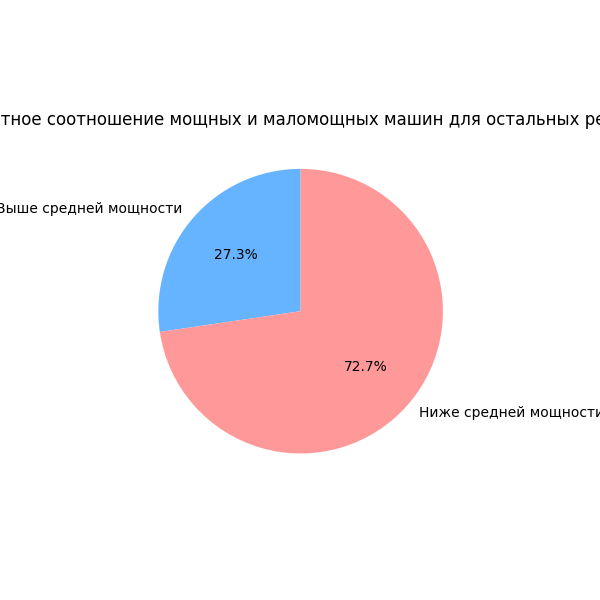 тное соотношение мощных и маломощных машин для остальных ре
Выше средней мощности
27.3%
72.7%
Ниже средней мощности